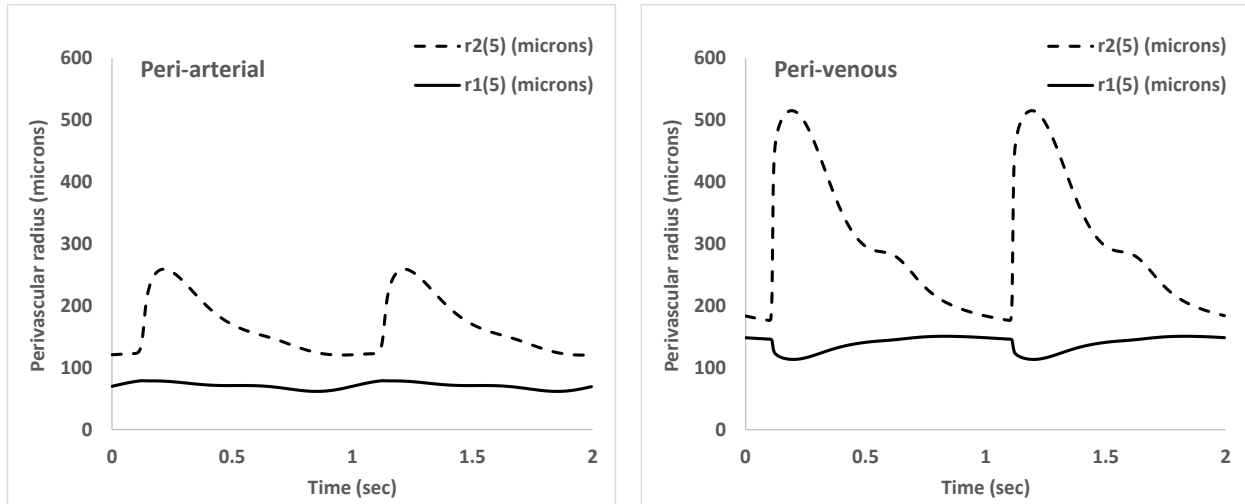 Peri-arterial
r2(5) (microns)
r1(5) (microns)
Perivascular radius (microns)
600
500
400
300
200
100
0
0 0.5 1 1.5 2
Time (sec)
Peri-venous
r2(5) (microns)
r1(5) (microns)
Perivascular radius (microns)
600
500
400
300
200
100
0
0 0.5 1 1.5 2
Time (sec)